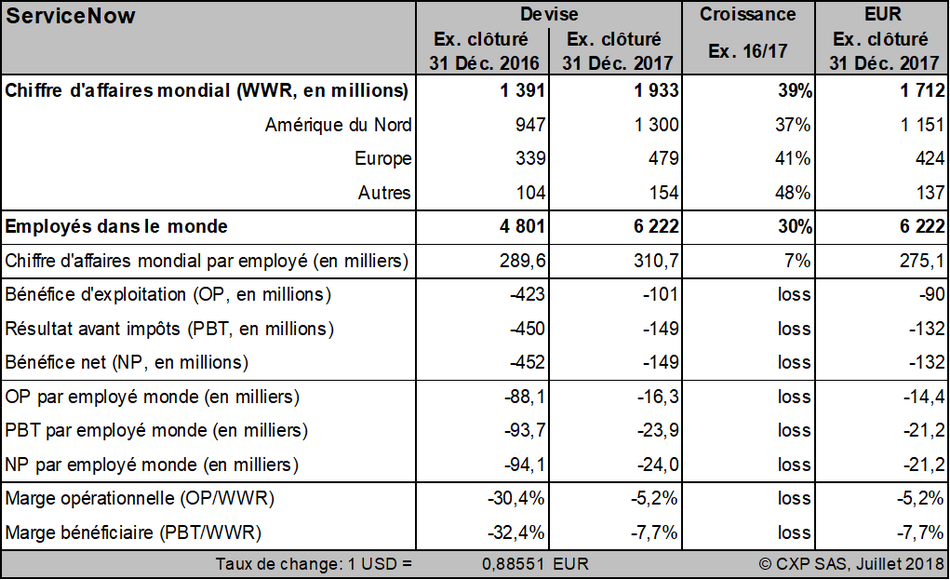 ServiceNow Devise Croissance EUR
Ex. clôturé Ex. clôturé Ex. 16/17 Ex. clôturé
31 Déc. 2016 31 Déc. 2017 31 Déc. 2017
Chiffre d'affaires mondial (WWR, en millions) 1 391 1 933 39% 1 712
Amérique du Nord 947 1 300 37% 1 151
Europe 339 479 41% 424
Autres 104 154 48% 137
Employés dans le monde 4 801 6 222 30% 6 222
Chiffre d'affaires mondial par employé (en milliers) 289,6 310,7 7% 275,1
Bénéfice d'exploitation (OP, en millions) -423 -101 loss -90
Résultat avant impôts (PBT, en millions) -450 -149 loss -132
Bénéfice net (NP, en millions) -452 -149 loss -132
OP par employé monde (en milliers) -88,1 -16,3 loss -14,4
PBT par employé monde (en milliers) -93,7 -23,9 loss -21,2
NP par employé monde (en milliers) -94,1 -24,0 loss -21,2
Marge opérationnelle (OP/WWR) -30,4% -5,2% loss -5,2%
Marge bénéficiaire (PBT/WWR) -32,4% -7,7% loss -7,7%
Taux de change: 1 USD = 0,88551 EUR © CXP SAS, Juillet 2018